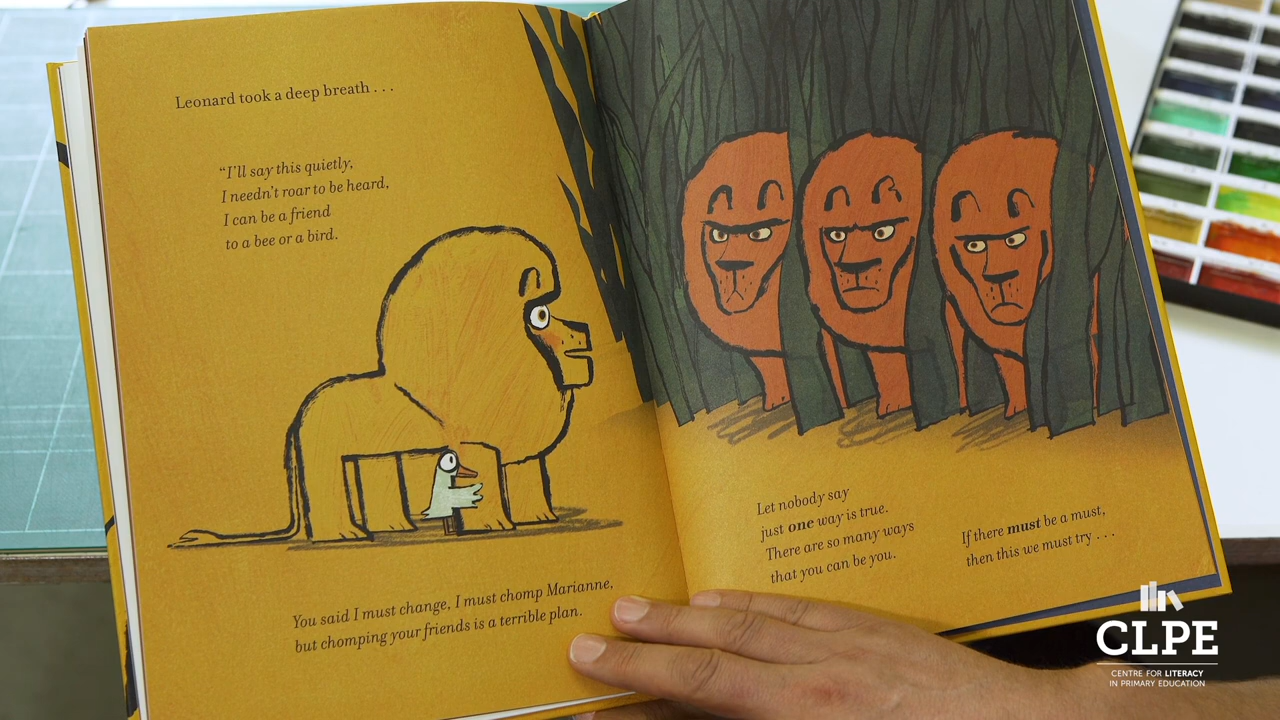 Leonard took a deep breath . . .
“I’ll say this quietly,
I needn’t roar to be heard,
I can be a friend
to a bee or a bird.
You said I must change, I must chomp Marianne,
but chomping your friends is a terrible plan.
Let nobody say
just one way is true.
There are so many ways
that you can be you.
If there must be a must,
then this we must try . . .
CLPE
CENTRE FOR LITERACY
IN PRIMARY EDUCATION